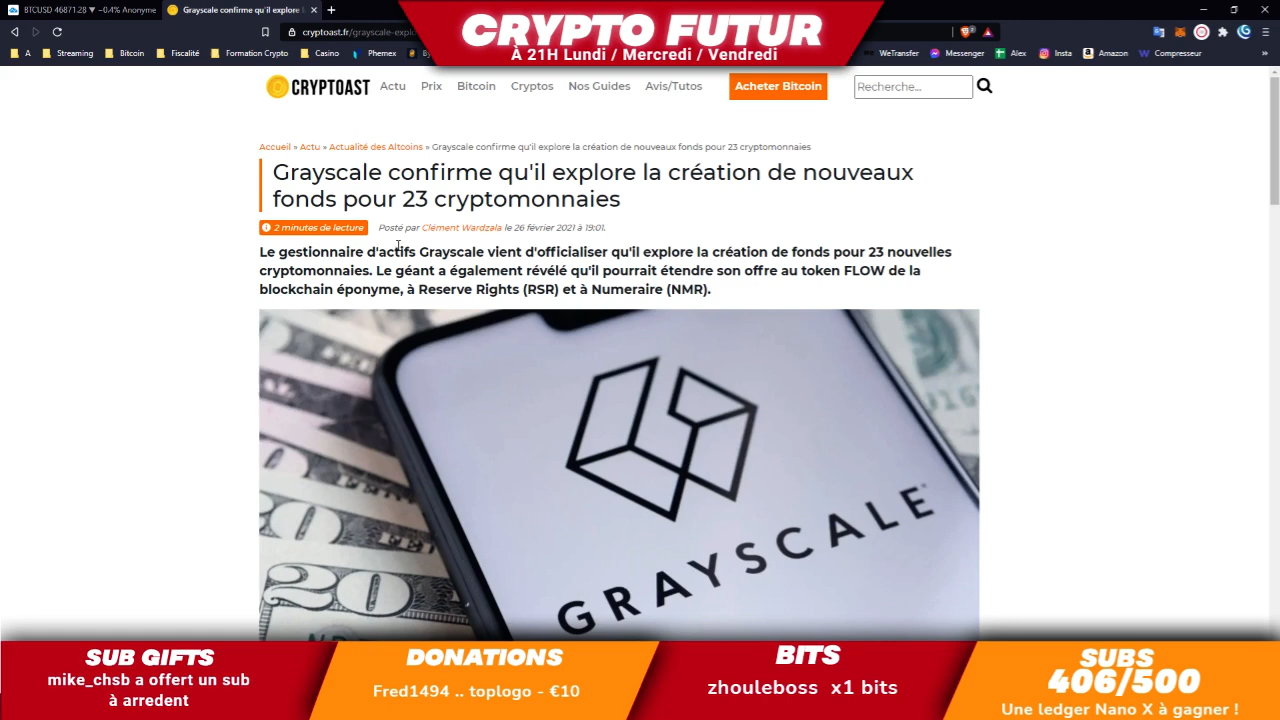 BTCUSD 46871.28 ▼ −0.4% Anonyme
Grayscale confirme qu'il explore l
cryptoast.fr/grayscale-explo
A
Streaming
Bitcoin
Fiscalité
Formation Crypto
Casino
Phemex
WeTransfer
Messenger
Alex
Insta
Amazon
Compresseur
CRYPTO FUTUR
À 21H Lundi / Mercredi / Vendredi
CRYPTOAST
Actu
Prix
Bitcoin
Cryptos
Nos Guides
Avis/Tutos
Acheter Bitcoin
Recherche...
Accueil » Actu » Actualité des Altcoins » Grayscale confirme qu'il explore la création de nouveaux fonds pour 23 cryptomonnaies
Grayscale confirme qu'il explore la création de nouveaux
fonds pour 23 cryptomonnaies
2 minutes de lecture
Posté par Clément Wardzala le 26 février 2021 à 19:01.
Le gestionnaire d'actifs Grayscale vient d'officialiser qu'il explore la création de fonds pour 23 nouvelles
cryptomonnaies. Le géant a également révélé qu'il pourrait étendre son offre au token FLOW de la
blockchain éponyme, à Reserve Rights (RSR) et à Numeraire (NMR).
GRAYSCALE
20
SUB GIFTS
mike_chsb a offert un sub
à arredent
DONATIONS
Fred1494 .. toplogo - €10
BITS
zhouleboss x1 bits
SUBS
406/500
Une ledger Nano X à gagner !